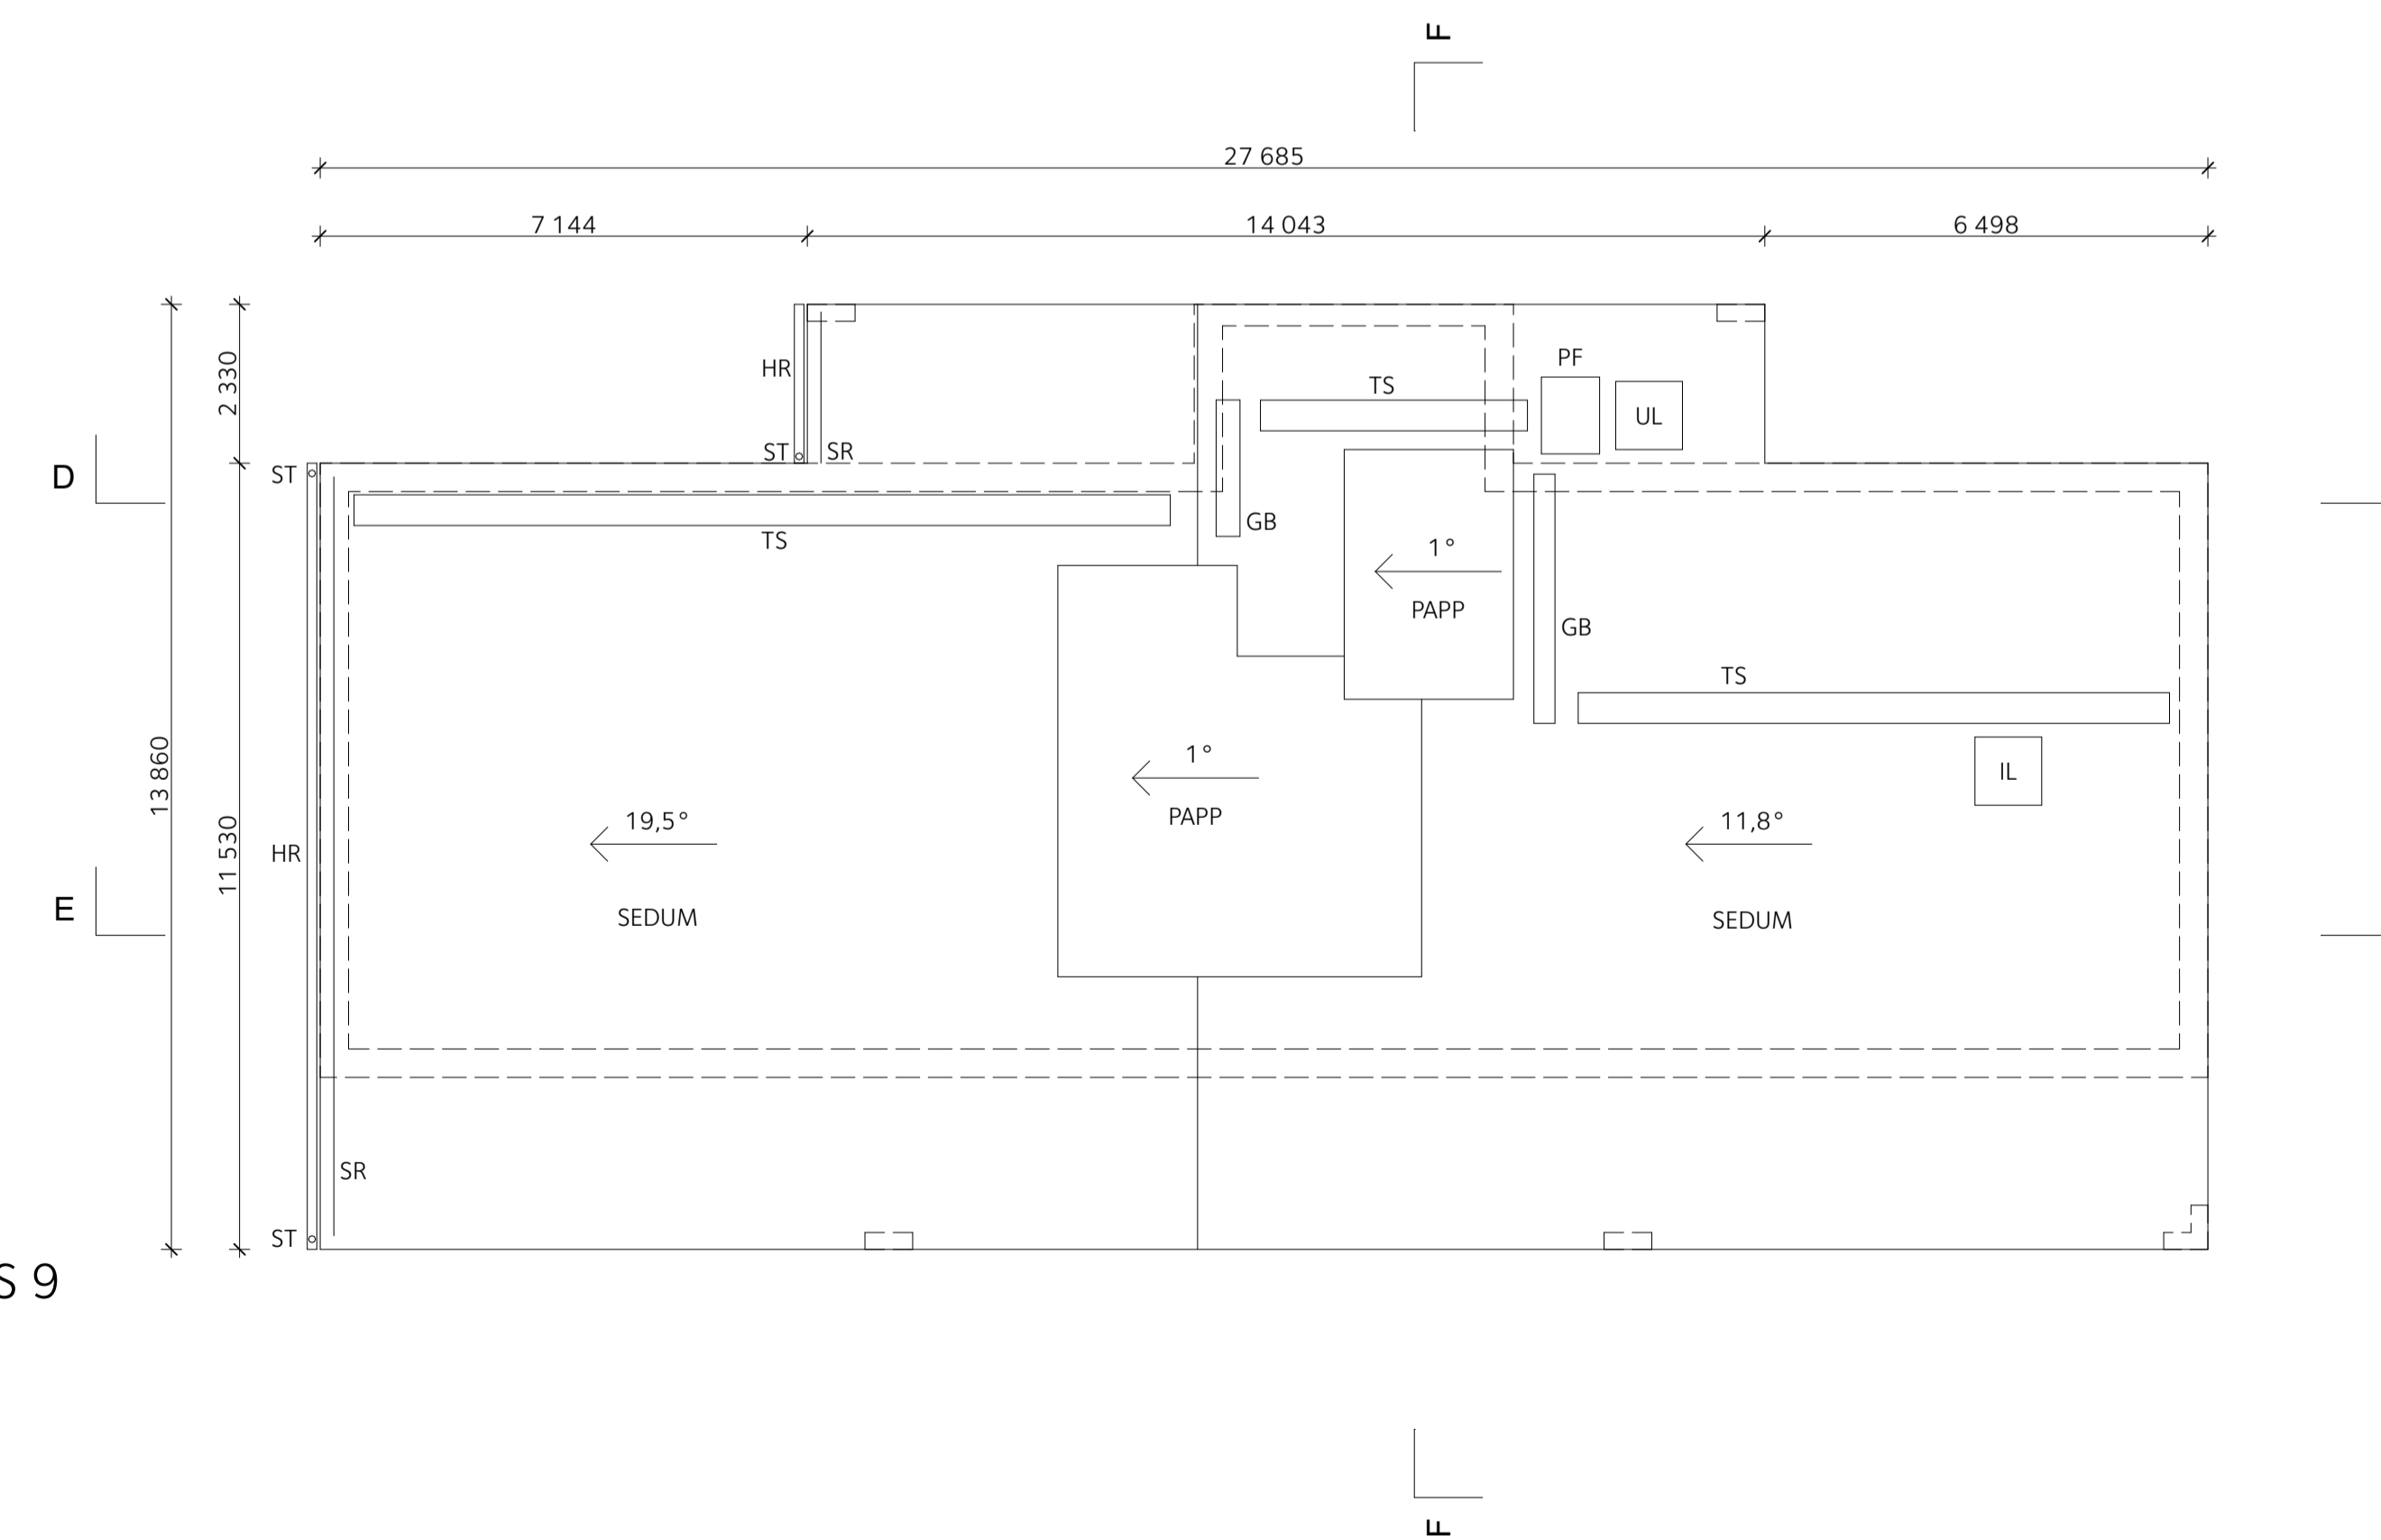 F
27 685
7 144
14 043
6 498
2 330
HR
TS
PF
UL
ST
SR
D
ST
GB
TS
1°
PAPP
GB
TS
13 860
1°
IL
PAPP
11 530
19,5°
11,8°
HR
E
SEDUM
SEDUM
SR
ST
S 9
F